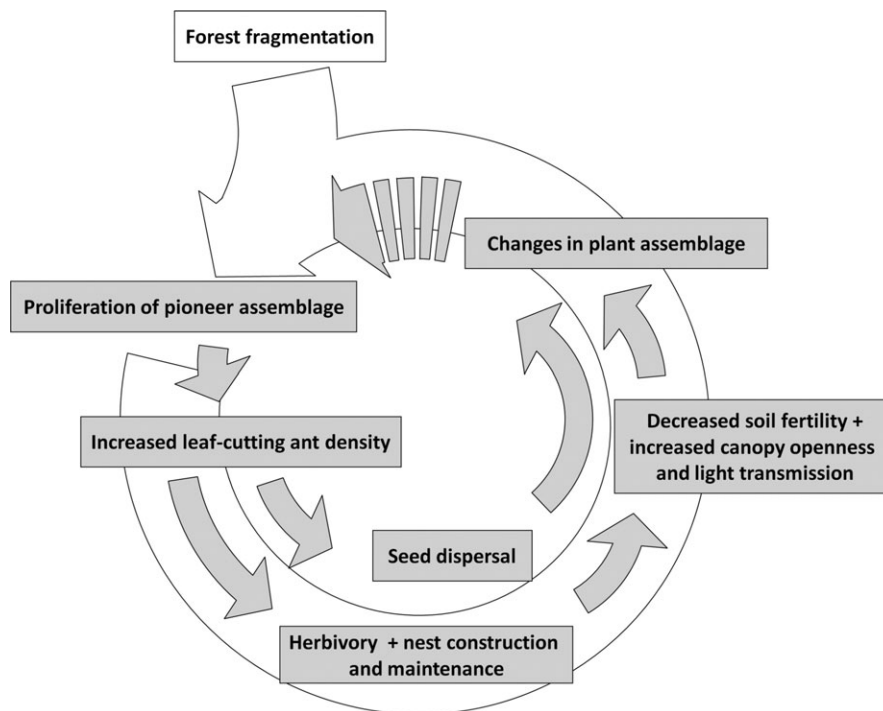 Forest fragmentation
Changes in plant assemblage
Proliferation of pioneer assemblage
Increased leaf-cutting ant density
Decreased soil fertility +
increased canopy openness
and light transmission
Seed dispersal
Herbivory + nest construction
and maintenance